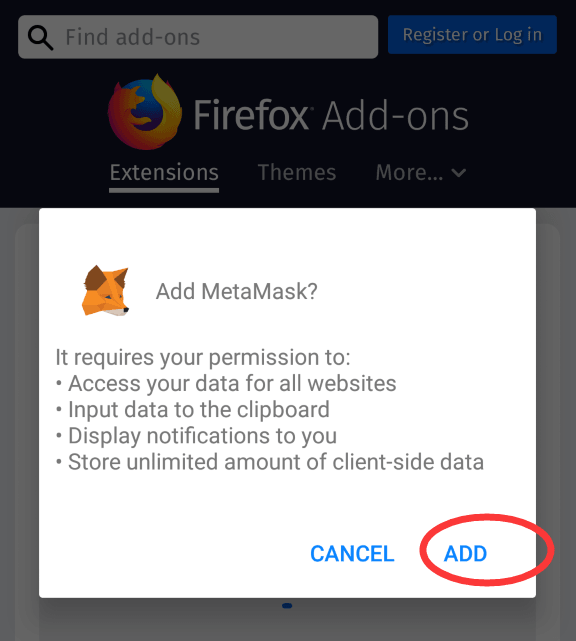 Find add-ons
Register or Log in
Firefox Add-ons
Extensions Themes More...
Add MetaMask?
It requires your permission to:
• Access your data for all websites
• Input data to the clipboard
• Display notifications to you
• Store unlimited amount of client-side data
CANCEL ADD